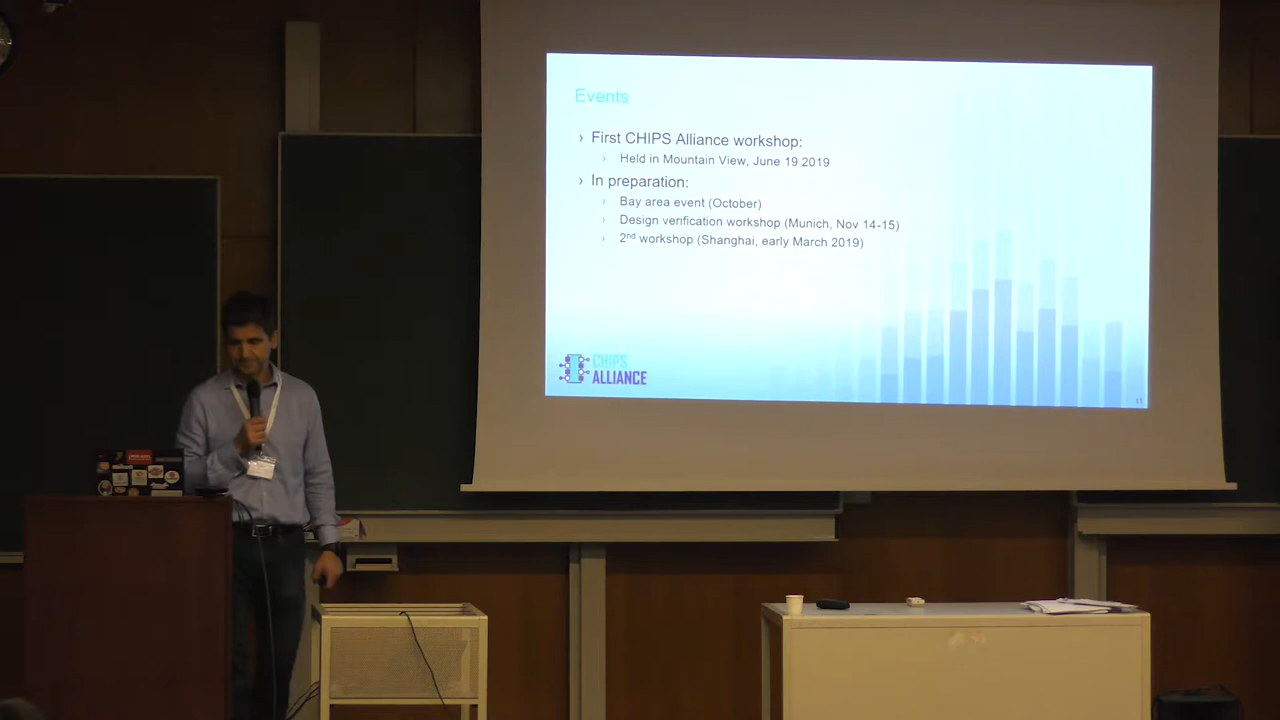 Events
› First CHIPS Alliance workshop:
› Held in Mountain View, June 19 2019
› In preparation:
› Bay area event (October)
› Design verification workshop (Munich, Nov 14-15)
› 2nd workshop (Shanghai, early March 2019)
CHIPS
ALLIANCE
11